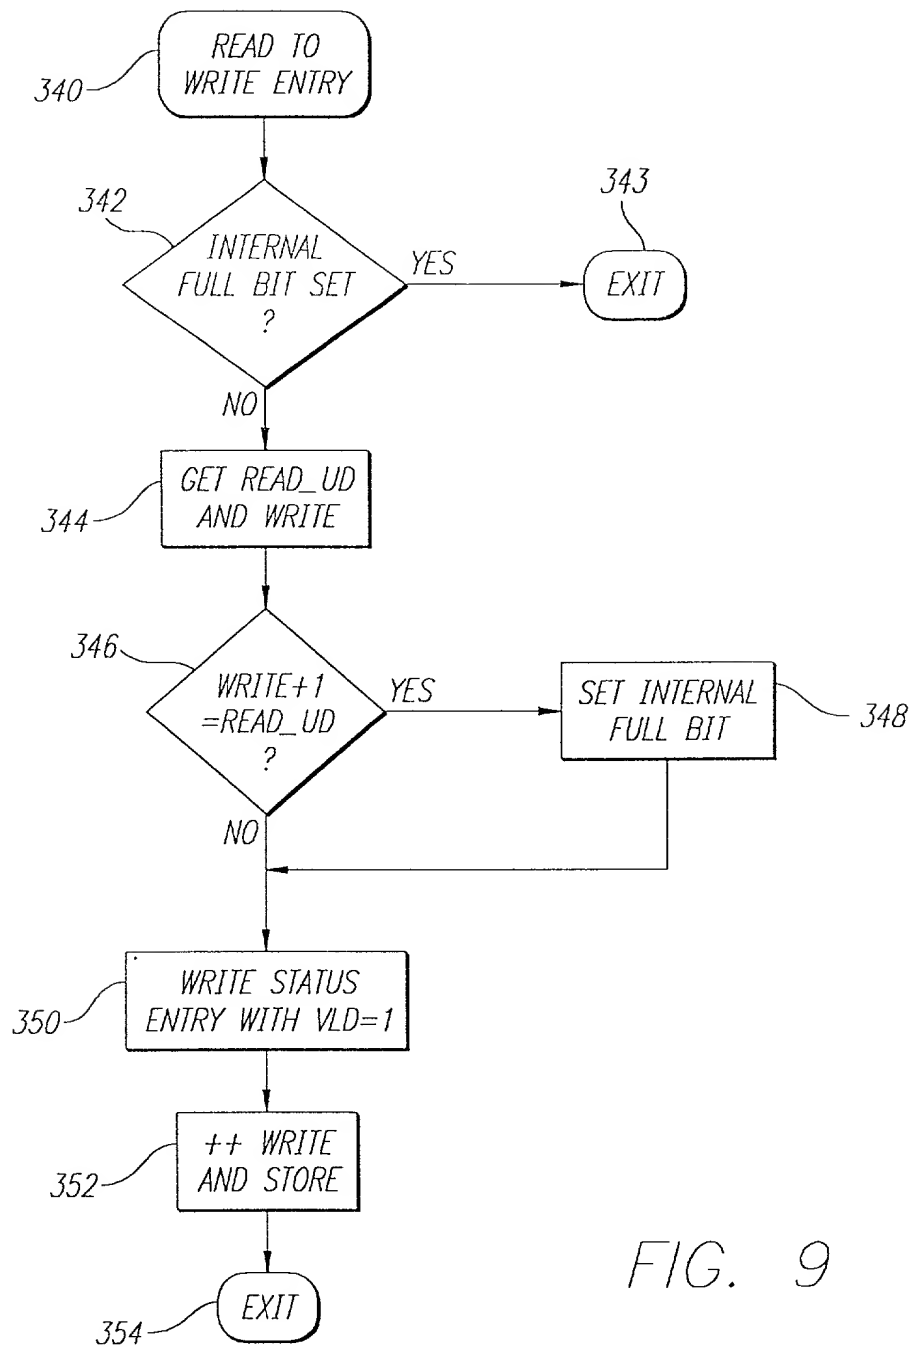 READ TO
WRITE ENTRY
340
342
INTERNAL
FULL BIT SET
?
YES
343
EXIT
NO
GET READ_UD
AND WRITE
344
346
WRITE+1
=READ_UD
?
YES
SET INTERNAL
FULL BIT
348
NO
WRITE STATUS
ENTRY WITH VLD=1
350
++ WRITE
AND STORE
352
EXIT
354
FIG. 9